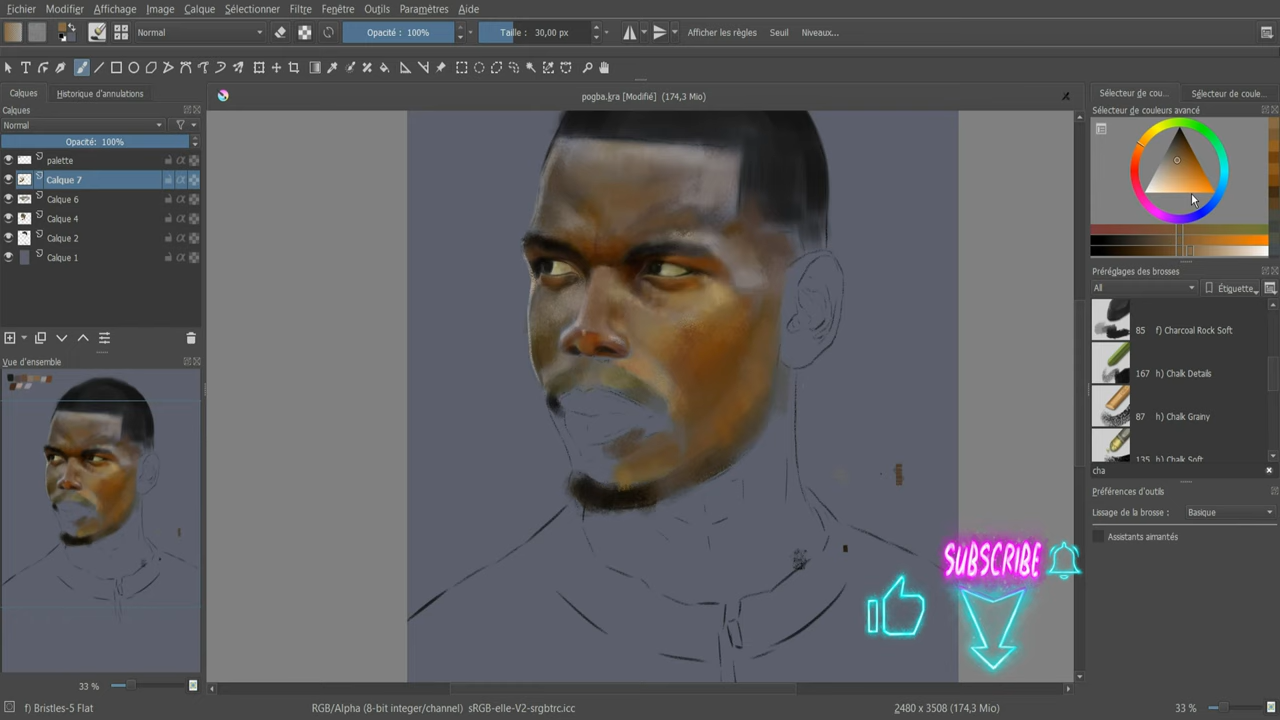 Fichier Modifier Affichage Image Calque Sélectionner Filtre Fenêtre Outils Paramètres Aide
Normal Opacité : 100% Taille : 30,00 px Afficher les règles Seuil Niveaux...
Calques Historique d'annulations
pogba.kra [Modifié] (174,3 Mio)
Sélecteur de cou... Sélecteur de coule...
Calques
Sélecteur de couleurs avancé
Normal
Opacité: 100%
palette
Calque 7
Calque 6
Calque 4
Calque 2
Calque 1
Préréglages des brosses
All Étiquette
85 f) Charcoal Rock Soft
167 h) Chalk Details
87 h) Chalk Grainy
135 h) Chalk Soft
cha
Vue d'ensemble
Préférences d'outils
Lissage de la brosse : Basique
Assistants aimantés
SUBSCRIBE
33 %
f) Bristles-5 Flat RGB/Alpha (8-bit integer/channel) sRGB-elle-V2-srgbtrc.icc 2480 x 3508 (174,3 Mio) 33 %